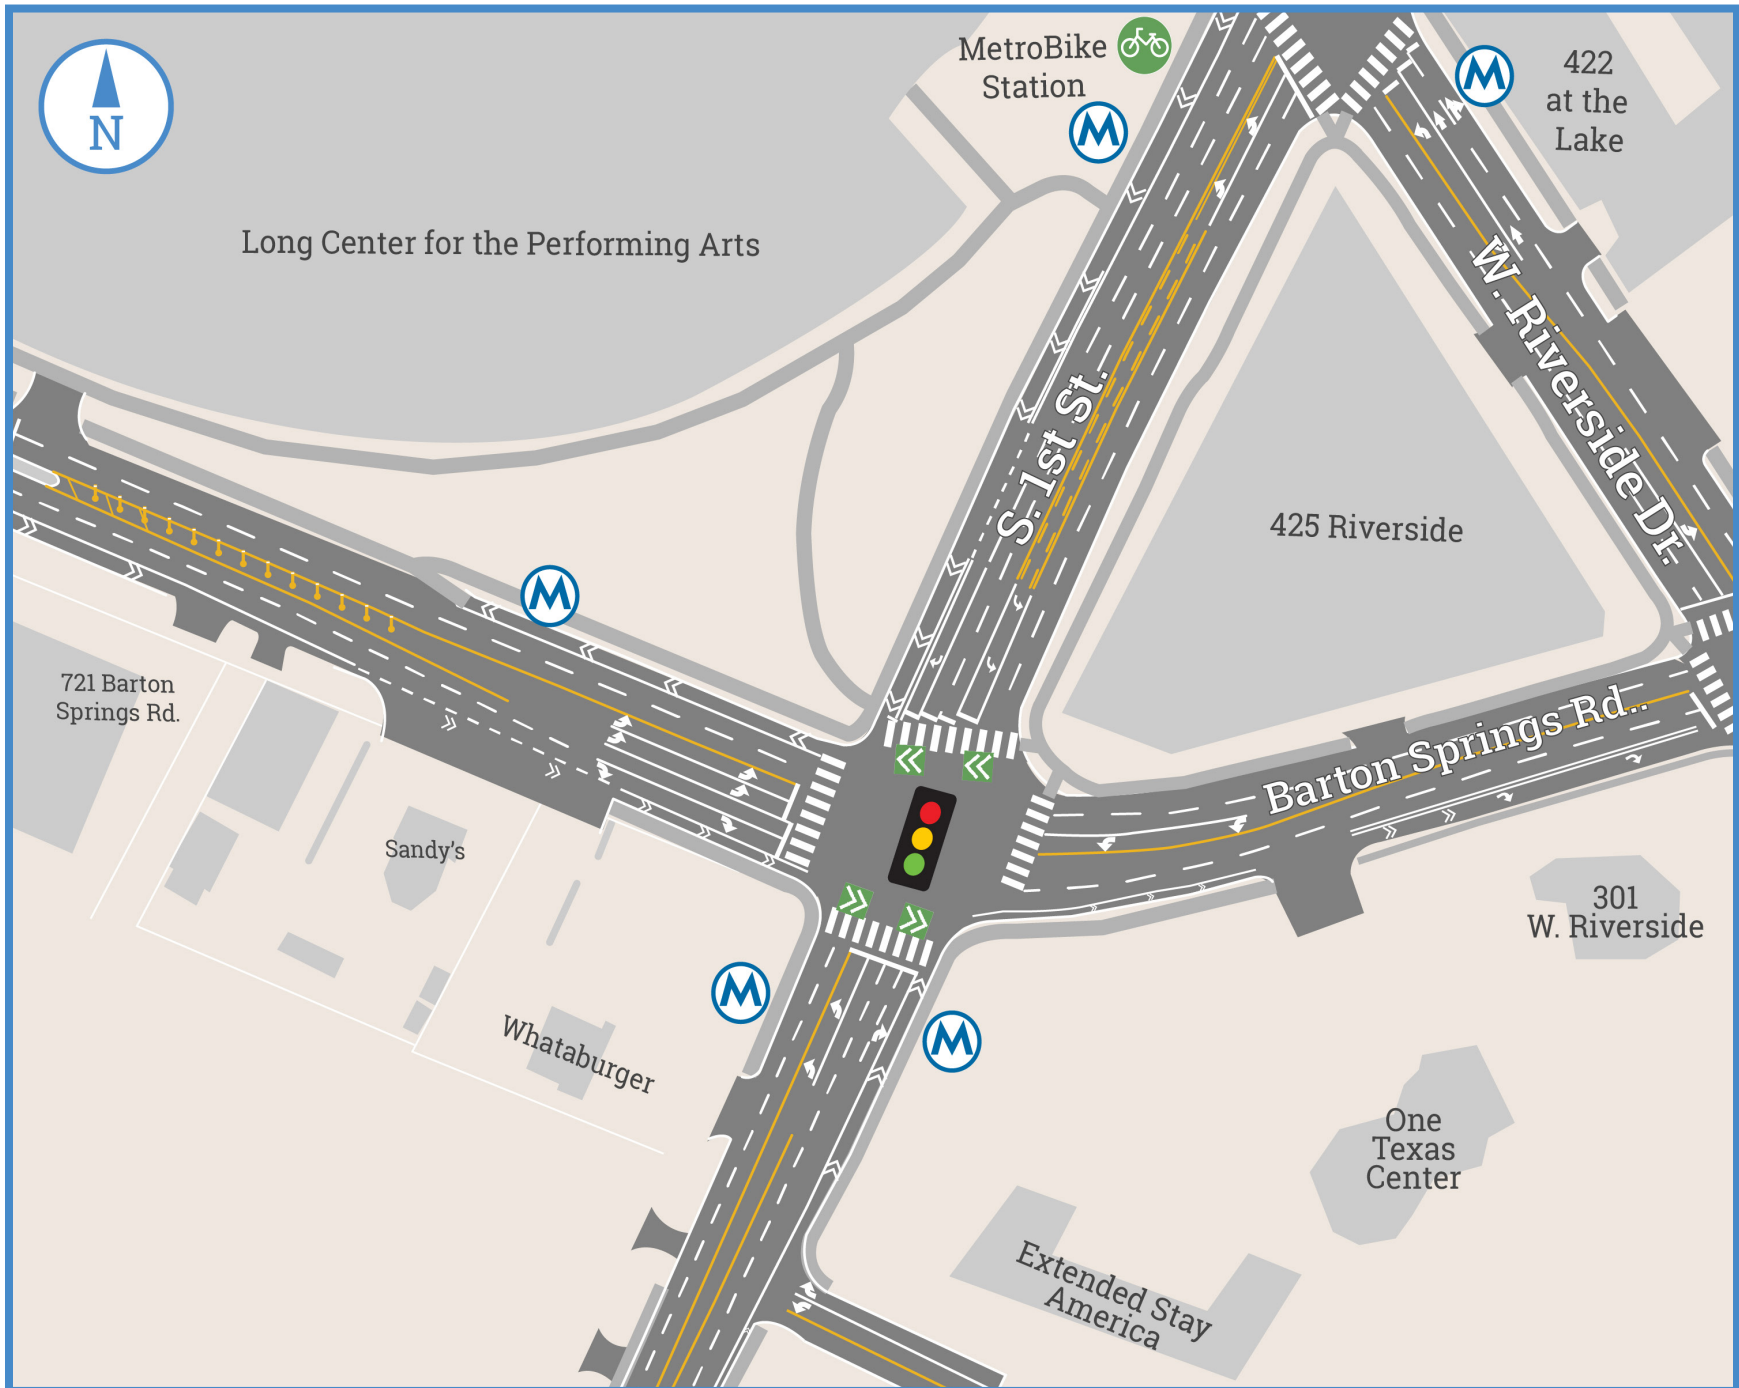 N
MetroBike
Station
M
M
422
at the
Lake
Long Center for the Performing Arts
W. Riverside Dr.
S. 1st St.
425 Riverside
M
721 Barton
Springs Rd.
Barton Springs Rd..
Sandy's
301
W. Riverside
M
M
Whataburger
One
Texas
Center
Extended Stay
America